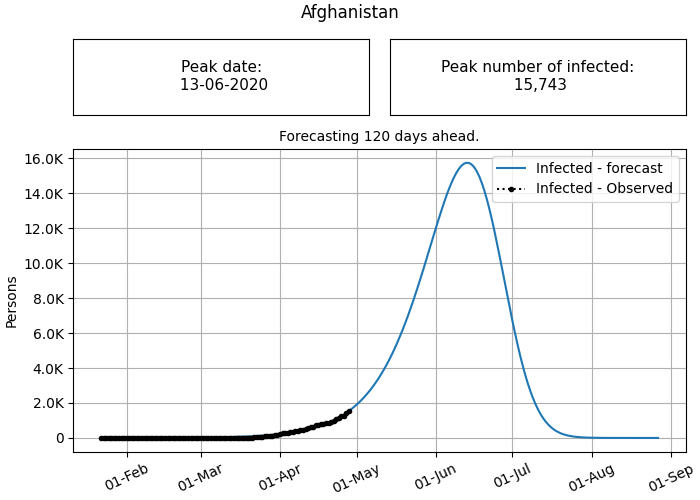 Afghanistan
Peak date:
13-06-2020
Peak number of infected:
15,743
Forecasting 120 days ahead.
Infected - forecast
Infected - Observed
16.0K
14.0K
12.0K
10.0K
8.0K
6.0K
4.0K
2.0K
0
Persons
01-Feb
01-Mar
01-Apr
01-May
01-Jun
01-Jul
01-Aug
01-Sep